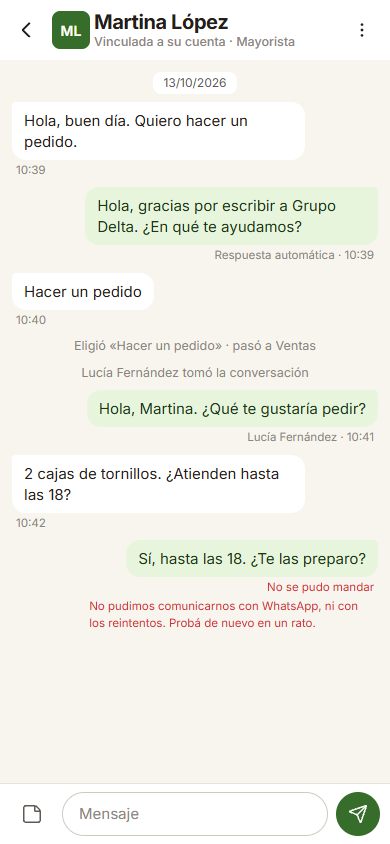 ML
Martina López
Vinculada a su cuenta · Mayorista
13/10/2026
Hola, buen día. Quiero hacer un
pedido.
10:39
Hola, gracias por escribir a Grupo
Delta. ¿En qué te ayudamos?
Respuesta automática · 10:39
Hacer un pedido
10:40
Eligió «Hacer un pedido» · pasó a Ventas
Lucía Fernández tomó la conversación
Hola, Martina. ¿Qué te gustaría pedir?
Lucía Fernández · 10:41
2 cajas de tornillos. ¿Atienden hasta
las 18?
10:42
Sí, hasta las 18. ¿Te las preparo?
No se pudo mandar
No pudimos comunicarnos con WhatsApp, ni con
los reintentos. Probá de nuevo en un rato.
Mensaje